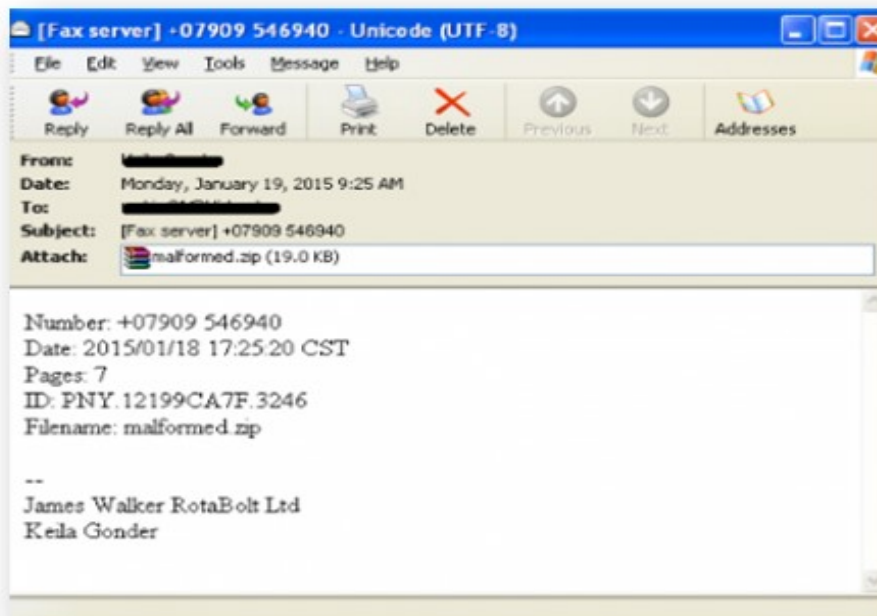 [Fax server] +07909 546940 - Unicode (UTF-8)
File Edit View Tools Message Help
Reply Reply All Forward Print Delete Previous Next Addresses
From:
Date: Monday, January 19, 2015 9:25 AM
To:
Subject: [Fax server] +07909 546940
Attach: malformed.zip (19.0 KB)
Number: +07909 546940
Date: 2015/01/18 17:25:20 CST
Pages: 7
ID: PNY.12199CA7F.3246
Filename: malformed.zip
--
James Walker RotaBolt Ltd
Keila Gonder